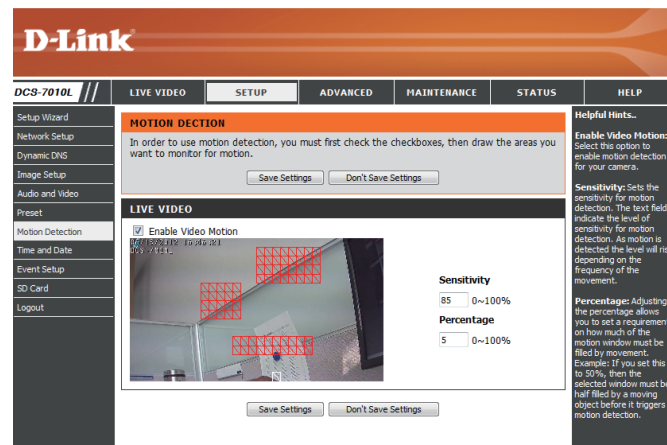 D-Link
DCS-7010L
LIVE VIDEO
SETUP
ADVANCED
MAINTENANCE
STATUS
HELP
Setup Wizard
Network Setup
Dynamic DNS
Image Setup
Audio and Video
Preset
Motion Detection
Time and Date
Event Setup
SD Card
Logout
MOTION DECTION
In order to use motion detection, you must first check the checkboxes, then draw the areas you
want to monitor for motion.
Save Settings
Don't Save Settings
LIVE VIDEO
Enable Video Motion
Sensitivity
85 0~100%
Percentage
5 0~100%
Save Settings
Don't Save Settings
Helpful Hints..
Enable Video Motion:
Select this option to
enable motion detection
for your camera.
Sensitivity: Sets the
sensitivity for motion
detection. The text field
indicate the level of
sensitivity for motion
detection. As motion is
detected the level will ris
depending on the
frequency of the
movement.
Percentage: Adjusting
the percentage allows
you to set a requiremen
on how much of the
motion window must be
filled by movement.
Example: If you set this
to 50%, then the
selected window must be
half filled by a moving
object before it triggers
motion detection.